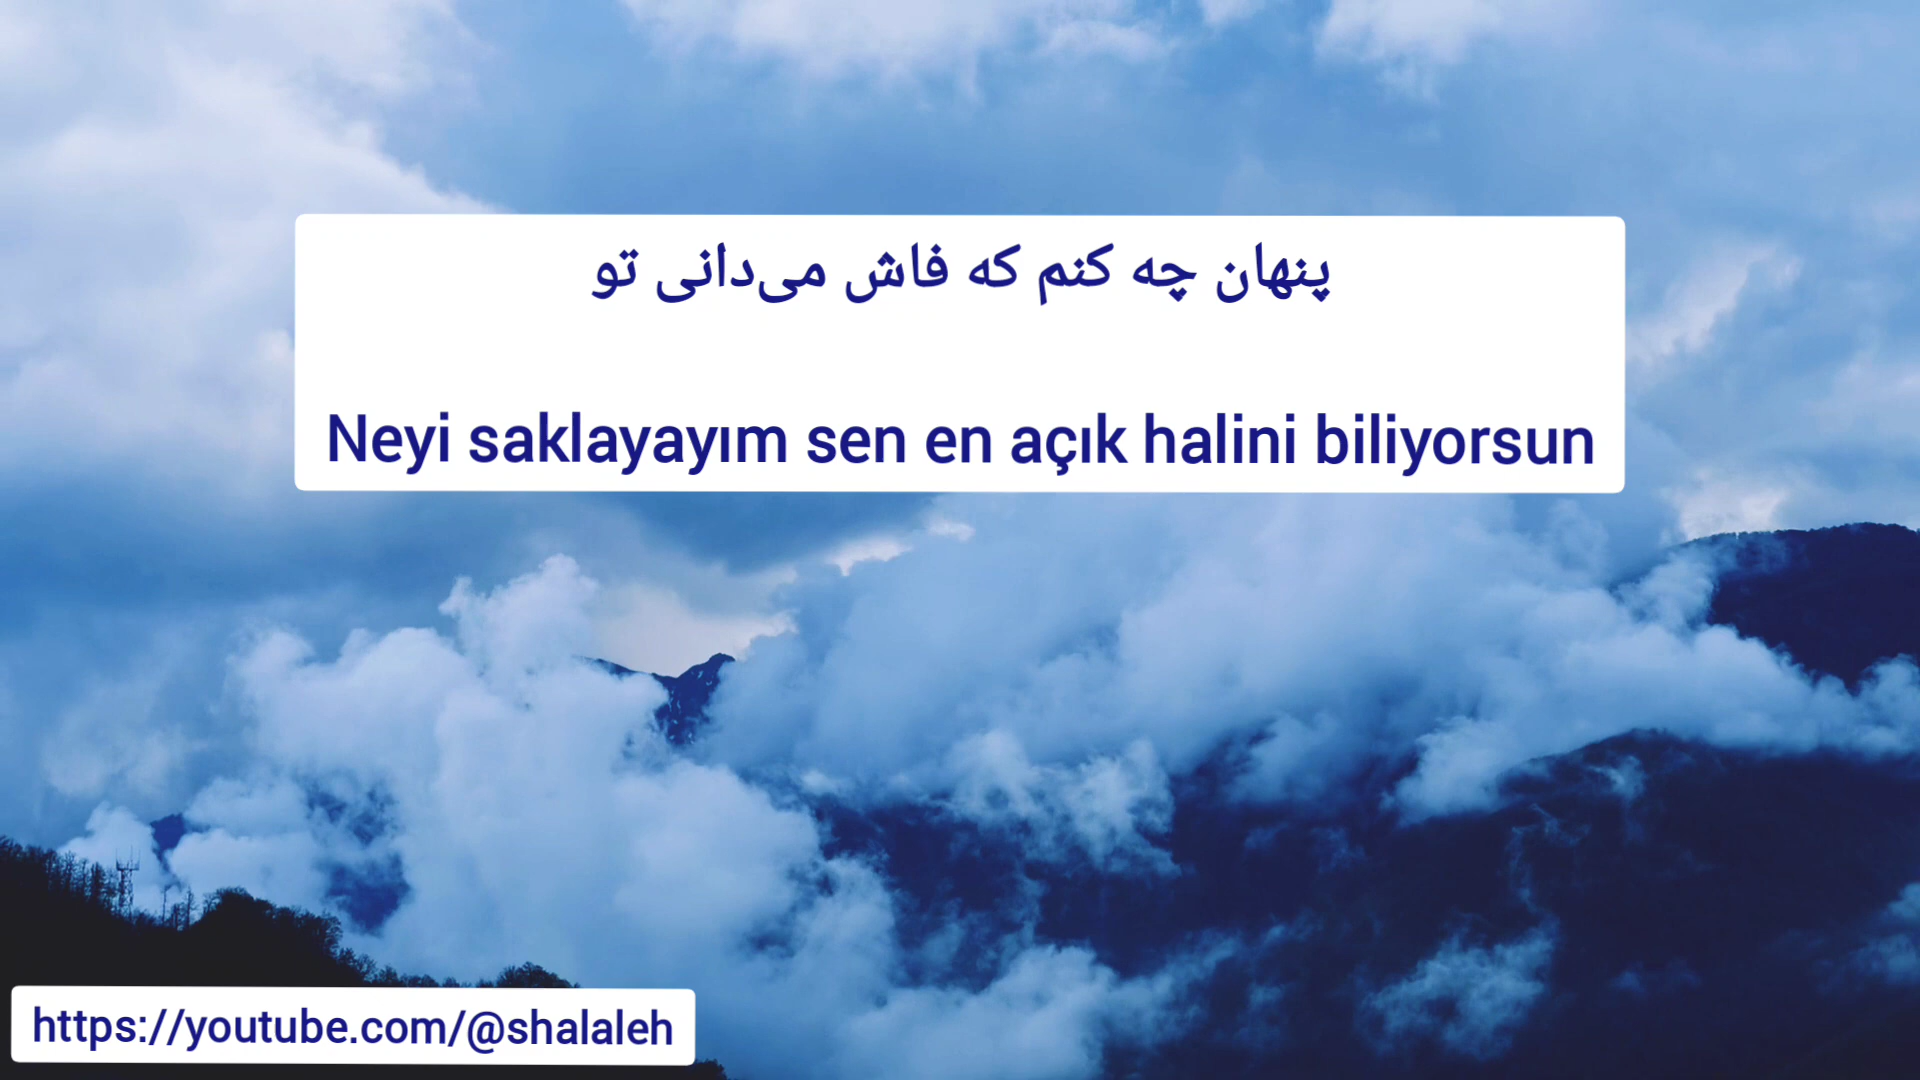 پنهان چه کنم که فاش می‌دانی تو
Neyi saklayayım sen en açık halini biliyorsun
https://youtube.com/@shalaleh